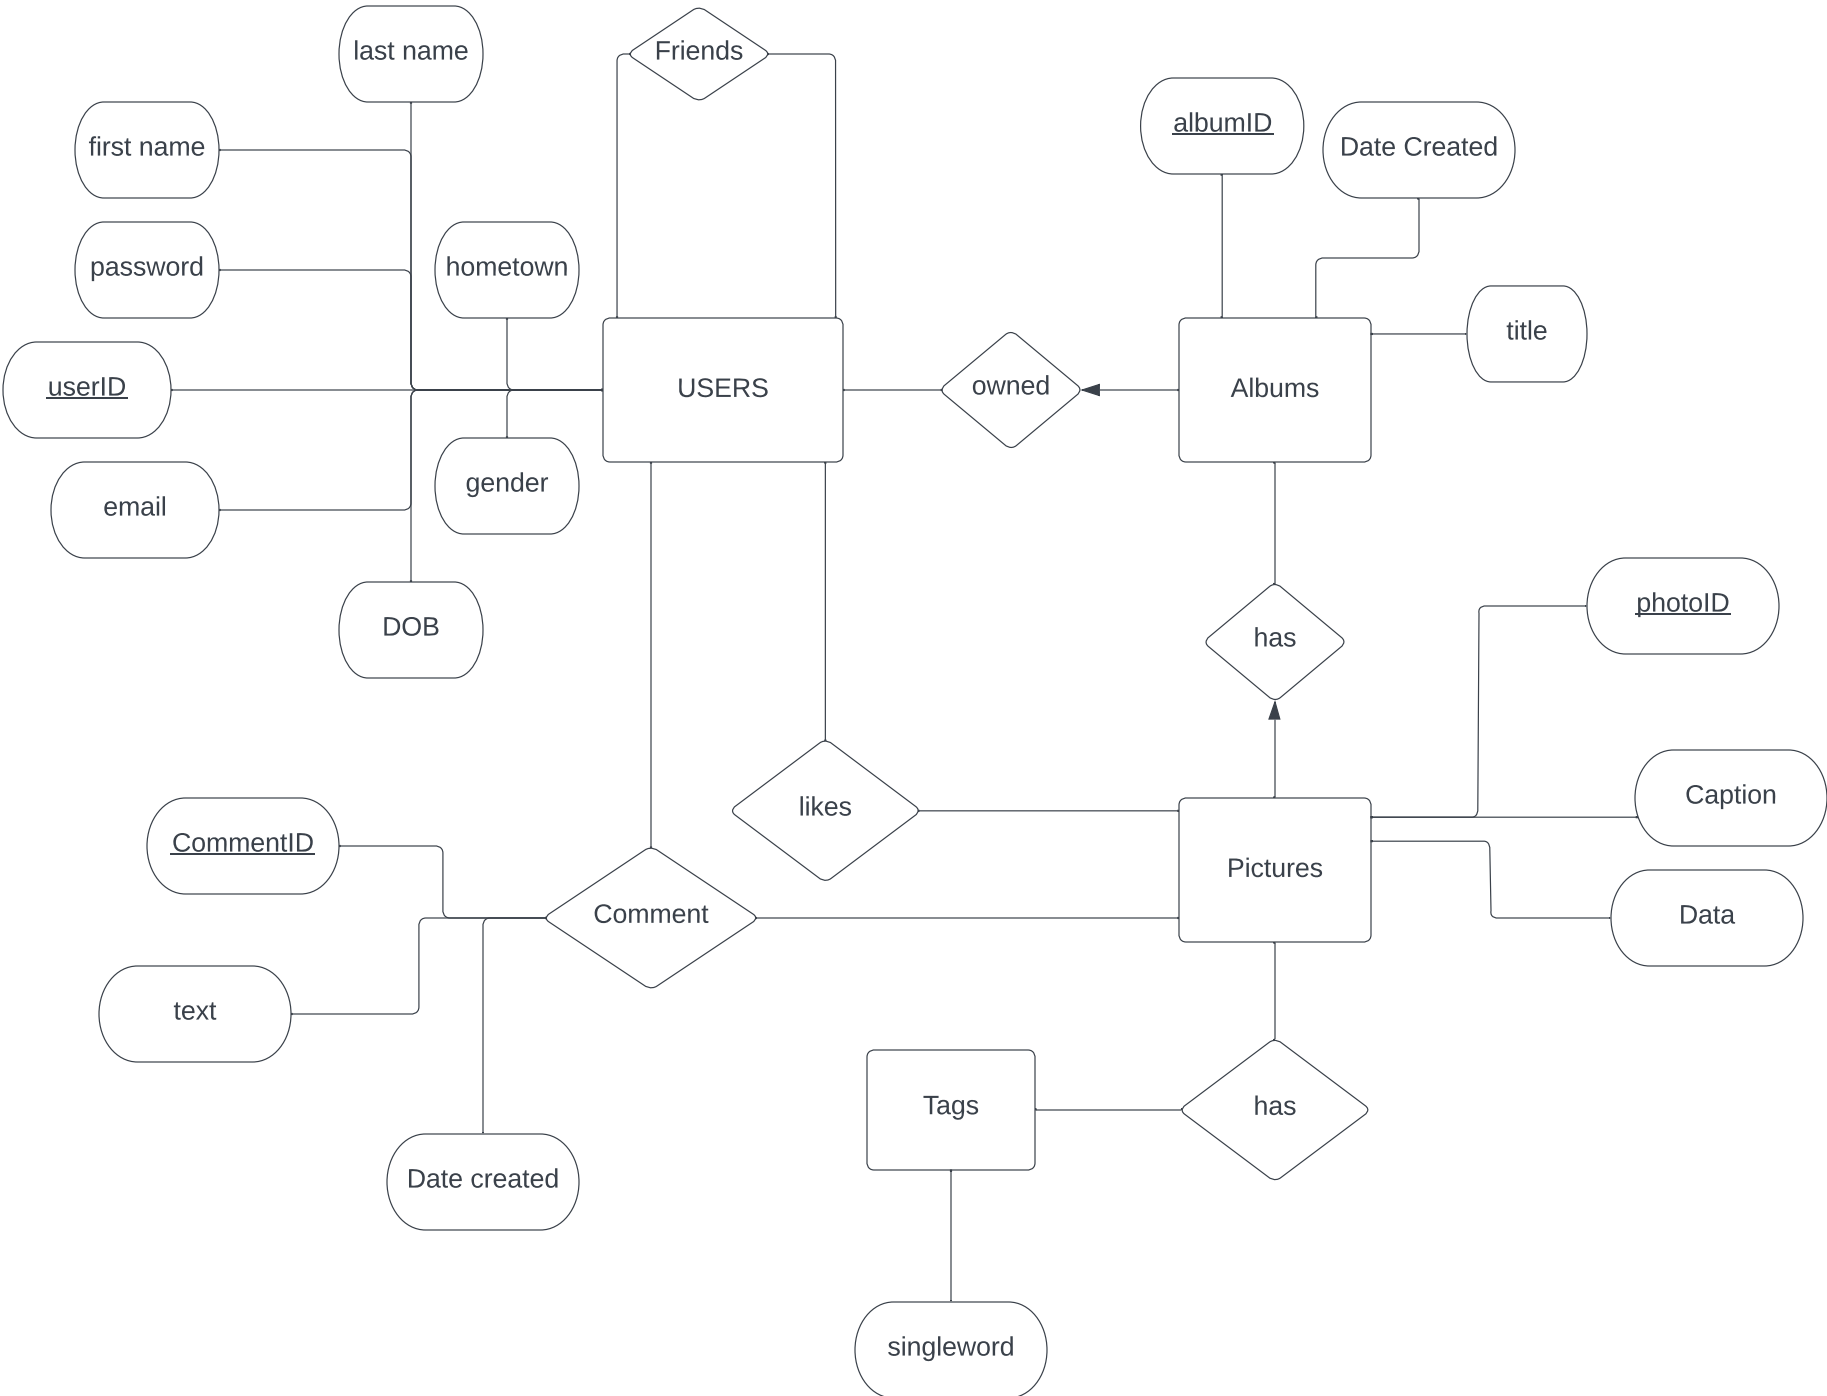 last name
Friends
albumID
Date Created
first name
password
hometown
title
userID
USERS
owned
Albums
email
gender
DOB
has
photoID
Caption
likes
CommentID
Pictures
Comment
Data
text
Tags
has
Date created
singleword